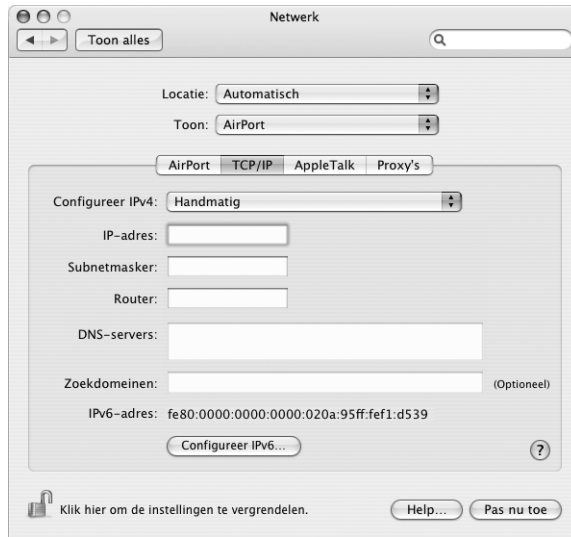 Netwerk
Toon alles
Locatie: Automatisch
Toon: AirPort
AirPort TCP/IP AppleTalk Proxy's
Configureer IPv4: Handmatig
IP-adres:
Subnetmasker:
Router:
DNS-servers:
Zoekdomeinen: (Optioneel)
IPv6-adres: fe80:0000:0000:0000:020a:95ff:fef1:d539
Configureer IPv6...
?
Klik hier om de instellingen te vergrendelen. Help... Pas nu toe